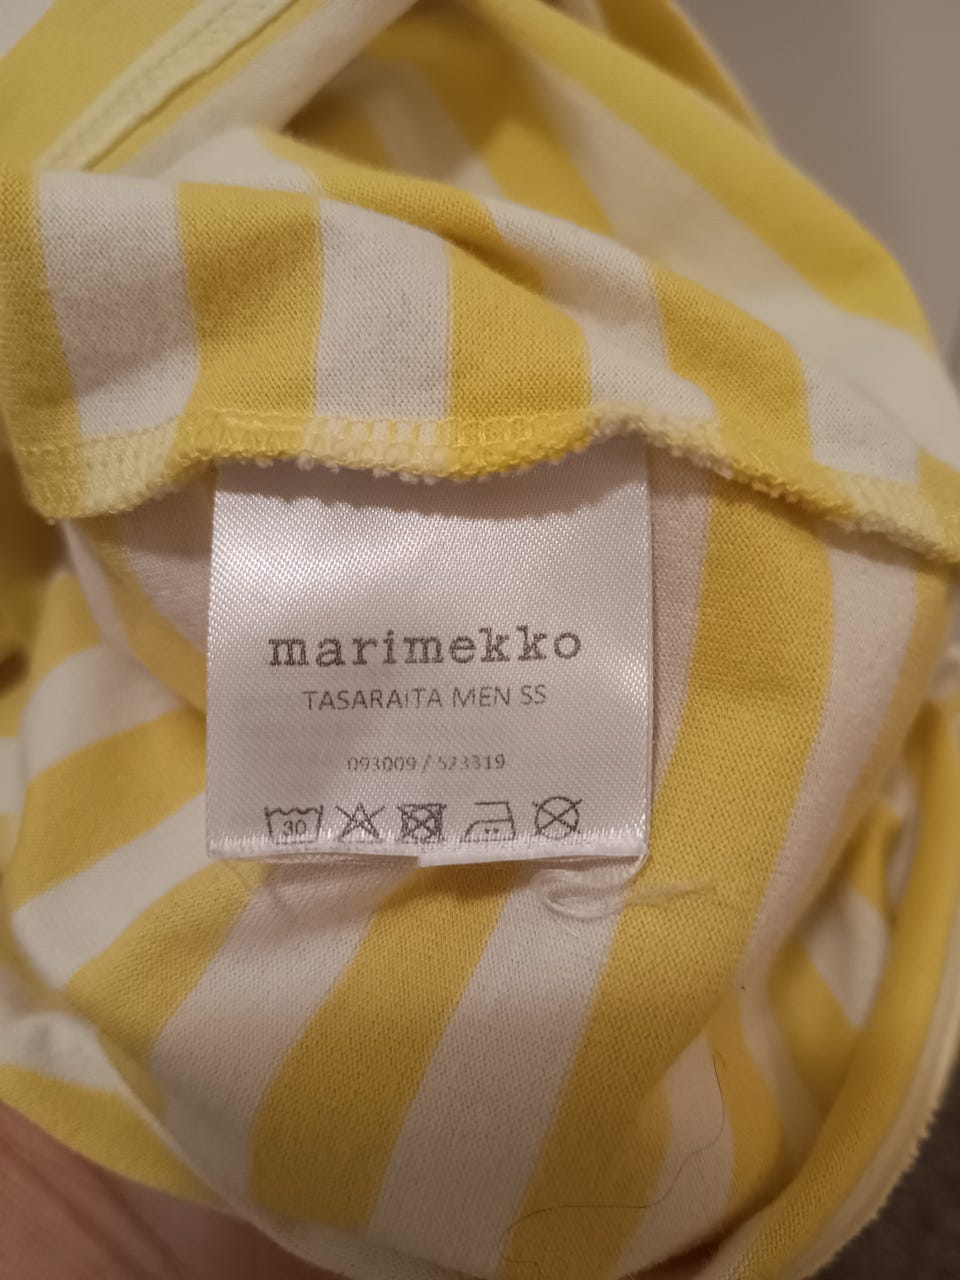 marimekko
TASARAITA MEN SS
093009 / 523319
30